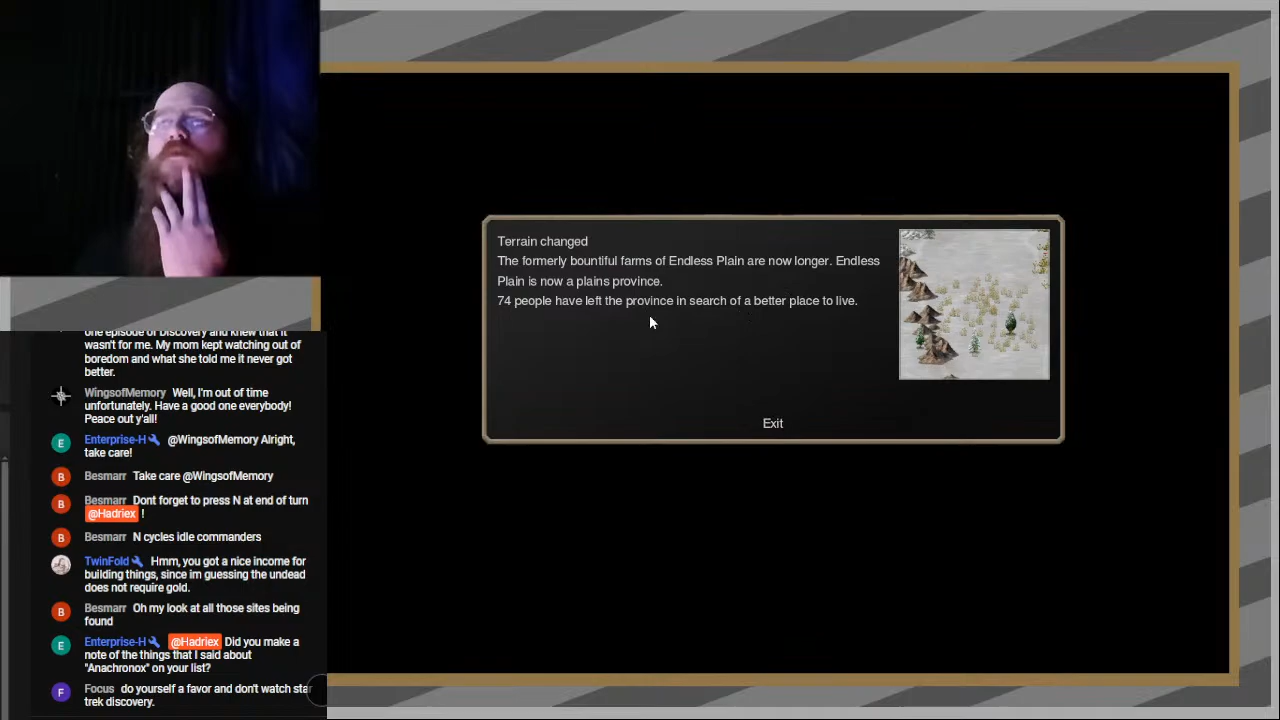 Terrain changed
The formerly bountiful farms of Endless Plain are now longer. Endless
Plain is now a plains province.
74 people have left the province in search of a better place to live.
Exit
one episode of Discovery and knew that it
wasn't for me. My mom kept watching out of
boredom and what she told me it never got
better.
WingsofMemory Well, I'm out of time
unfortunately. Have a good one everybody!
Peace out y'all!
E Enterprise-H @WingsofMemory Alright,
take care!
B Besmarr Take care @WingsofMemory
B Besmarr Dont forget to press N at end of turn
@Hadriex !
B Besmarr N cycles idle commanders
TwinFold Hmm, you got a nice income for
building things, since im guessing the undead
does not require gold.
B Besmarr Oh my look at all those sites being
found
E Enterprise-H @Hadriex Did you make a
note of the things that I said about
"Anachronox" on your list?
F Focus do yourself a favor and don't watch star
trek discovery.